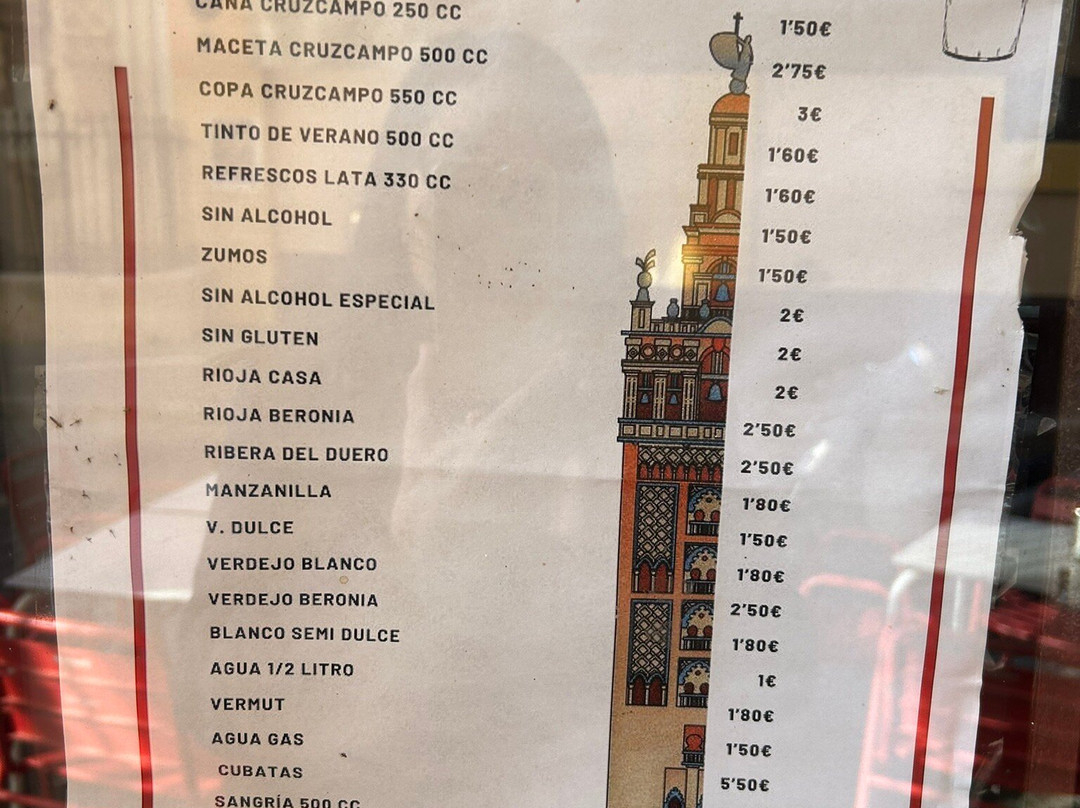 CAÑA CRUZCAMPO 250 CC 1'50€
MACETA CRUZCAMPO 500 CC 2'75€
COPA CRUZCAMPO 550 CC 3€
TINTO DE VERANO 500 CC 1'60€
REFRESCOS LATA 330 CC 1'60€
SIN ALCOHOL 1'50€
ZUMOS 1'50€
SIN ALCOHOL ESPECIAL 2€
SIN GLUTEN 2€
RIOJA CASA 2€
RIOJA BERONIA 2'50€
RIBERA DEL DUERO 2'50€
MANZANILLA 1'80€
V. DULCE 1'50€
VERDEJO BLANCO 1'80€
VERDEJO BERONIA 2'50€
BLANCO SEMI DULCE 1'80€
AGUA 1/2 LITRO 1€
VERMUT 1'80€
AGUA GAS 1'50€
CUBATAS 5'50€
SANGRÍA 500 CC